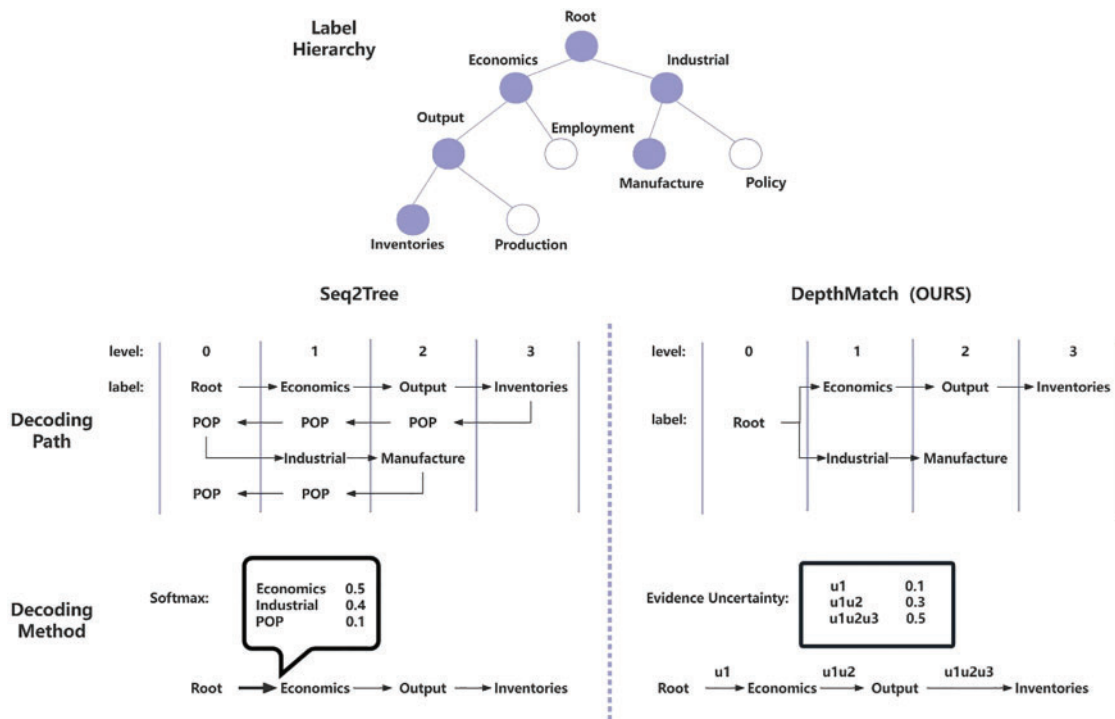 Label
Hierarchy
Root
Economics
Industrial
Output
Employment
Manufacture
Policy
Inventories
Production
Seq2Tree
DepthMatch (OURS)
level: 0 1 2 3
level: 0 1 2 3
Decoding
Path
label: Root Economics Output Inventories
POP POP POP
Industrial Manufacture
POP POP
label: Root
Economics Output Inventories
Industrial Manufacture
Decoding
Method
Softmax:
Economics 0.5
Industrial 0.4
POP 0.1
Root Economics Output Inventories
Evidence Uncertainty:
u1 0.1
u1u2 0.3
u1u2u3 0.5
u1 u1u2 u1u2u3
Root Economics Output Inventories